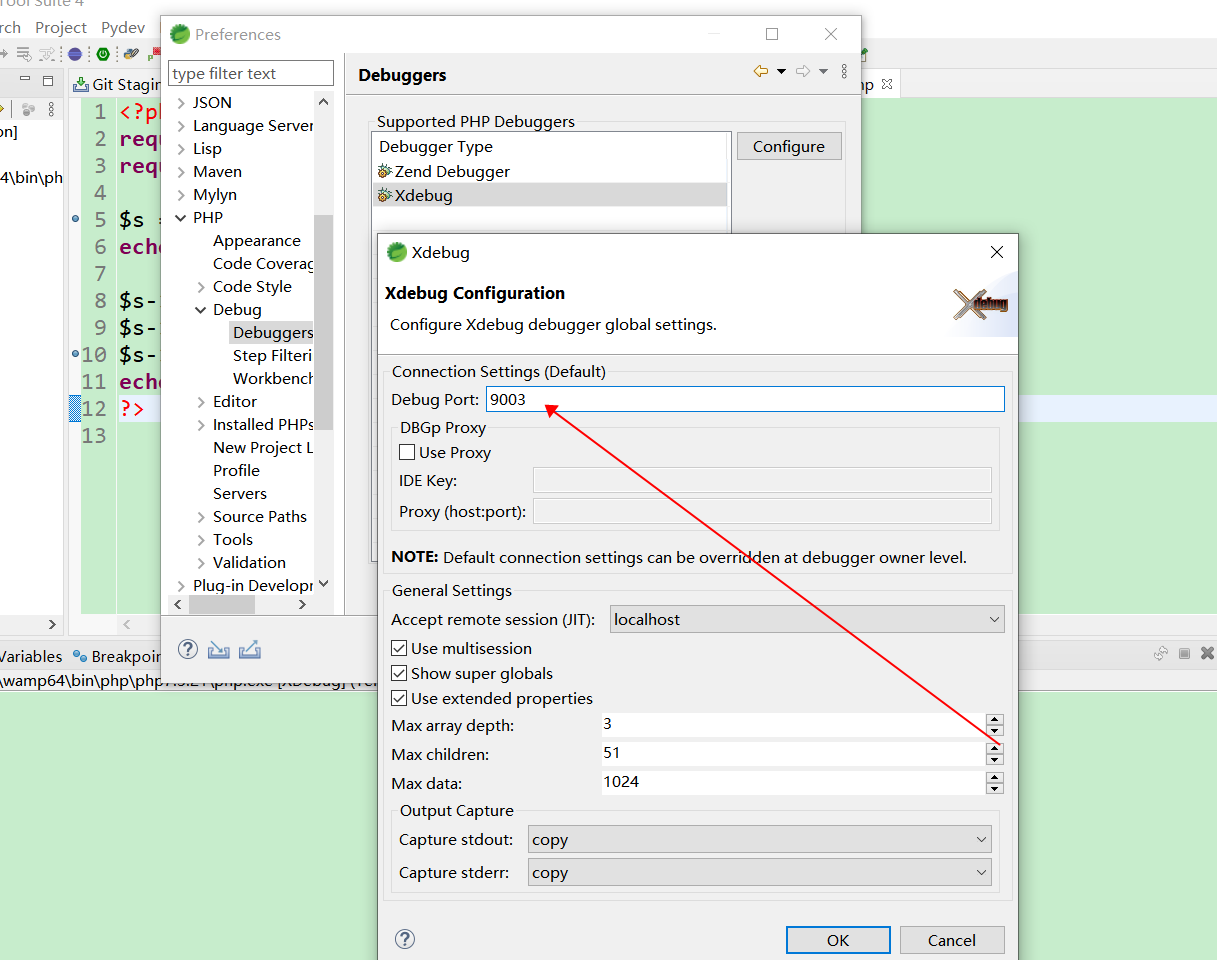 Tool Suite 4
rch Project Pydev
Preferences
type filter text
Debuggers
Git Stagin
JSON
Language Server
Lisp
Maven
Mylyn
PHP
Appearance
Code Coverag
Code Style
Debug
Debuggers
Step Filteri
Workbench
Editor
Installed PHPs
New Project L
Profile
Servers
Source Paths
Tools
Validation
Plug-in Developr
Supported PHP Debuggers
Debugger Type
Zend Debugger
Xdebug
Configure
on]
4\bin\ph
1 <?ph
2 requ
3 requ
4
5 $s =
6 echo
7
8 $s-
9 $s-
10 $s-
11 echo
12 ?>
13
Xdebug
Xdebug Configuration
Configure Xdebug debugger global settings.
Xdebug
Connection Settings (Default)
Debug Port: 9003
DBGp Proxy
Use Proxy
IDE Key:
Proxy (host:port):
NOTE: Default connection settings can be overridden at debugger owner level.
General Settings
Accept remote session (JIT): localhost
Use multisession
Show super globals
Use extended properties
Max array depth: 3
Max children: 51
Max data: 1024
Output Capture
Capture stdout: copy
Capture stderr: copy
OK Cancel
Variables Breakpoin